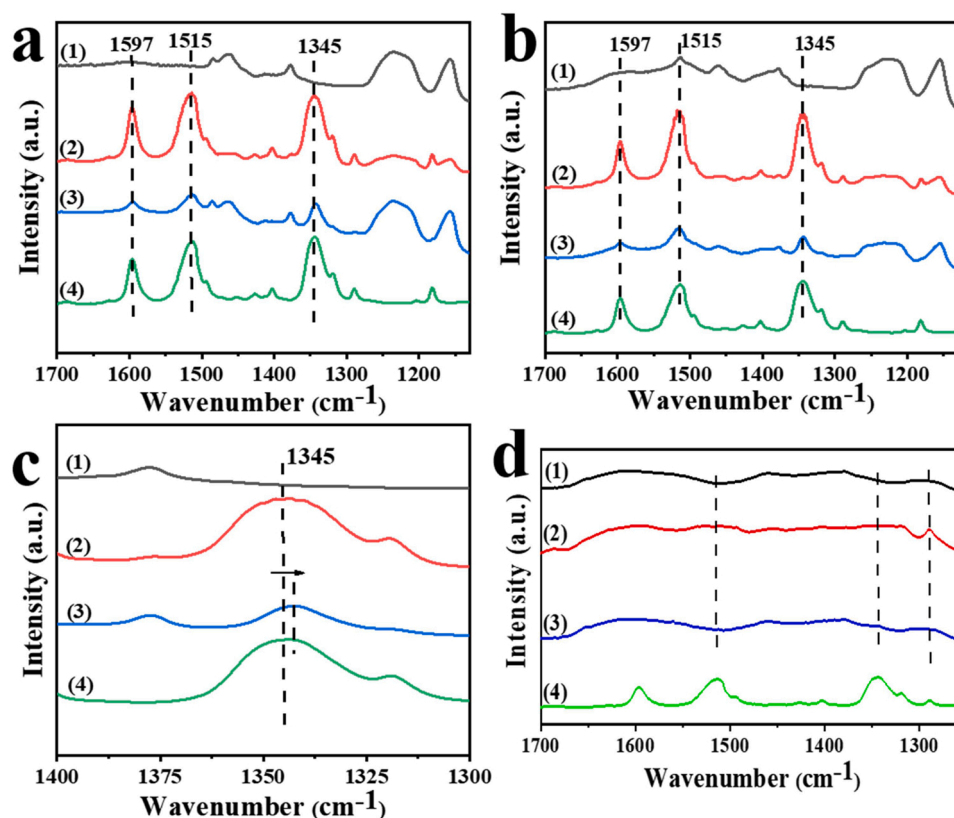 a
1597 1515 1345
(1)
(2)
(3)
(4)
Intensity (a.u.)
1700 1600 1500 1400 1300 1200
Wavenumber (cm-1)
b
1597 1515 1345
(1)
(2)
(3)
(4)
Intensity (a.u.)
1700 1600 1500 1400 1300 1200
Wavenumber (cm-1)
c
1345
(1)
(2)
(3)
(4)
Intensity (a.u.)
1400 1375 1350 1325 1300
Wavenumber (cm-1)
d
(1)
(2)
(3)
(4)
Intensity (a.u.)
1700 1600 1500 1400 1300
Wavenumber (cm-1)